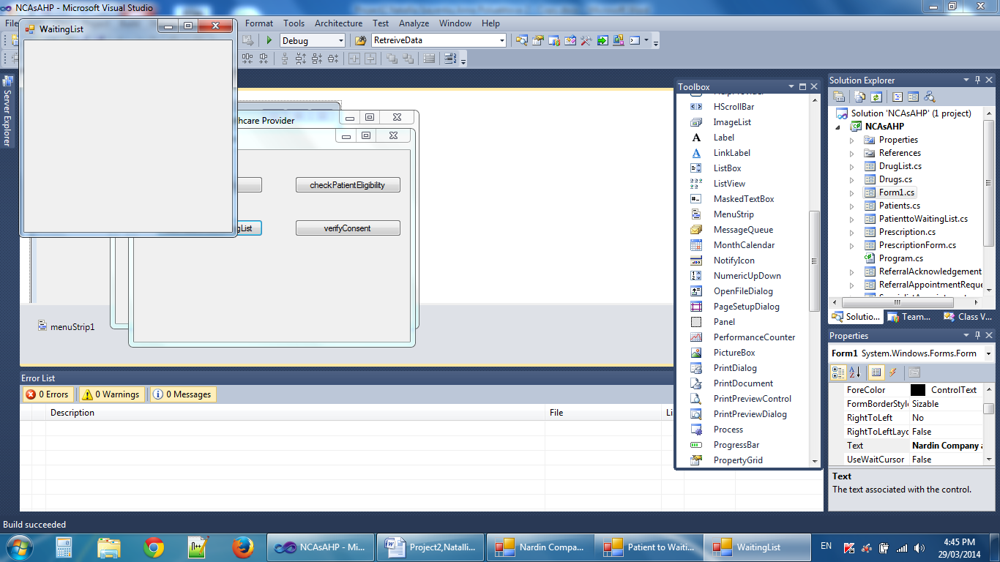 NCAsAHP - Microsoft Visual Studio
WaitingList
File
Format Tools Architecture Test Analyze Window Help
Debug
RetreiveData
Server Explorer
hcare Provider
checkPatientEligibility
gList
verifyConsent
menuStrip1
Toolbox
HelpProvider
HScrollBar
ImageList
Label
LinkLabel
ListBox
ListView
MaskedTextBox
MenuStrip
MessageQueue
MonthCalendar
NotifyIcon
NumericUpDown
OpenFileDialog
PageSetupDialog
Panel
PerformanceCounter
PictureBox
PrintDialog
PrintDocument
PrintPreviewControl
PrintPreviewDialog
Process
ProgressBar
PropertyGrid
Solution Explorer
Solution 'NCAsAHP' (1 project)
NCAsAHP
Properties
References
DrugList.cs
Drugs.cs
Form1.cs
Patients.cs
PatienttoWaitingList.cs
Prescription.cs
PrescriptionForm.cs
Program.cs
ReferralAcknowledgement
ReferralAppointmentReque
Solutio... Team... Class V...
Properties
Form1 System.Windows.Forms.Form
ForeColor ControlText
FormBorderStyle Sizable
RightToLeft No
RightToLeftLayo False
Text Nardin Company a
UseWaitCursor False
Text
The text associated with the control.
Error List
0 Errors 0 Warnings 0 Messages
Description File Li
Build succeeded
NCAsAHP - Mi...
Project2,Natalli...
Nardin Compa...
Patient to Waiti...
WaitingList
EN
4:45 PM
29/03/2014